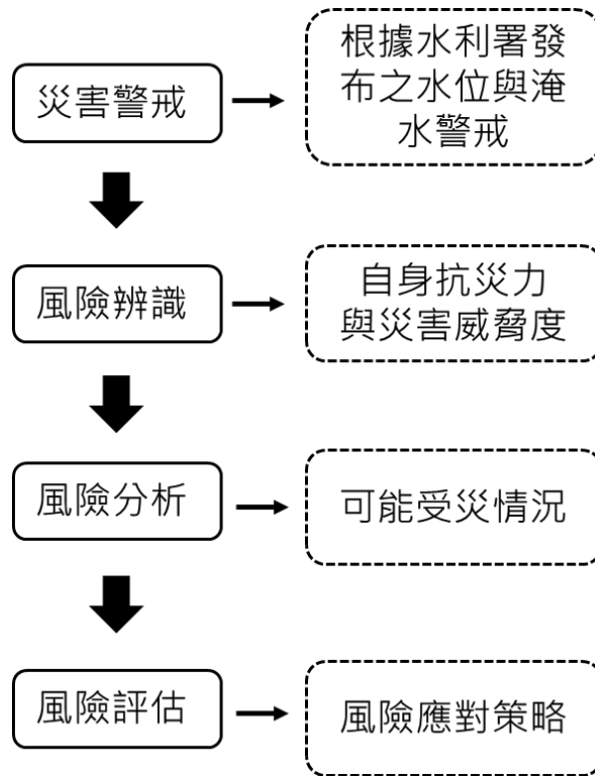 災害警戒
根據水利署發
布之水位與淹
水警戒
風險辨識
自身抗災力
與災害威脅度
風險分析
可能受災情況
風險評估
風險應對策略